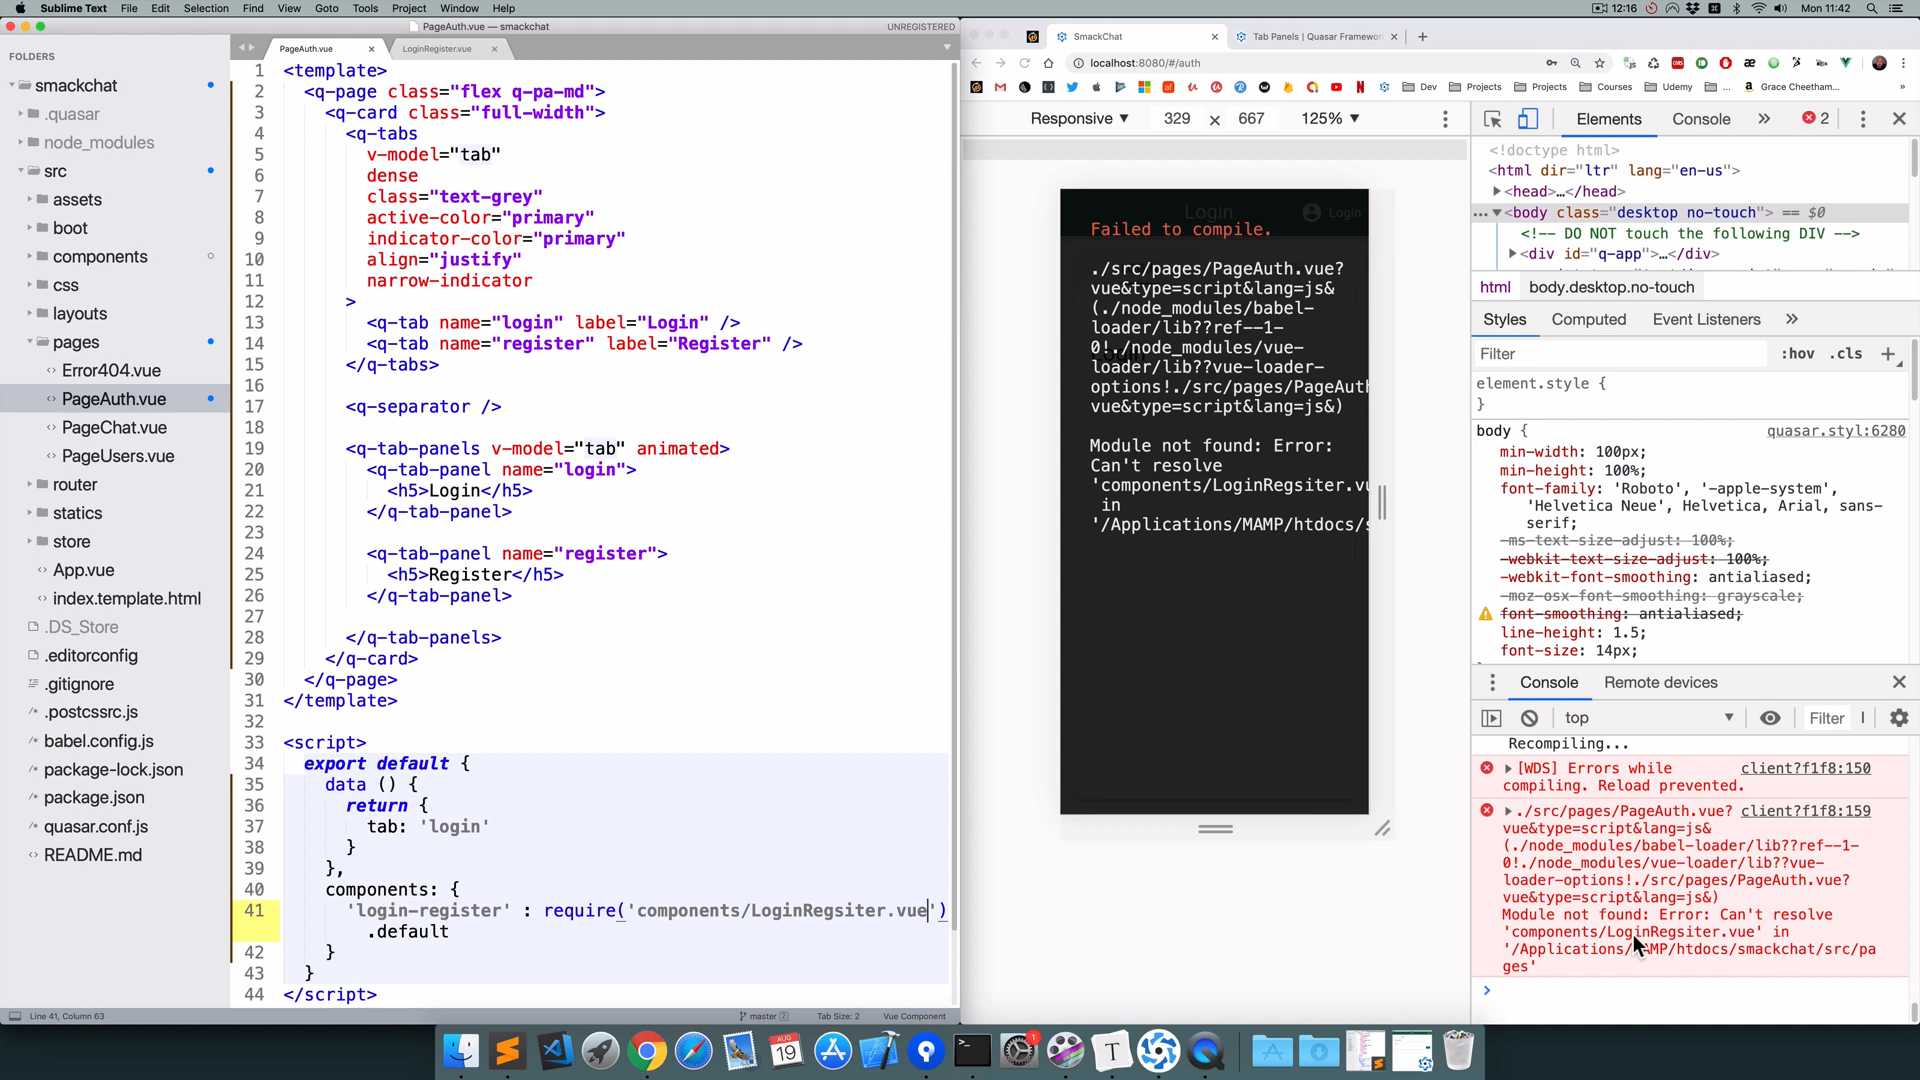 Sublime Text File Edit Selection Find View Goto Tools Project Window Help
12:16 Mon 11:42
PageAuth.vue — smackchat
UNREGISTERED
FOLDERS
smackchat
.quasar
node_modules
src
assets
boot
components
css
layouts
pages
Error404.vue
PageAuth.vue
PageChat.vue
PageUsers.vue
router
statics
store
App.vue
index.template.html
.DS_Store
.editorconfig
.gitignore
.postcssrc.js
babel.config.js
package-lock.json
package.json
quasar.conf.js
README.md
PageAuth.vue
LoginRegister.vue
1 <template>
2 <q-page class="flex q-pa-md">
3 <q-card class="full-width">
4 <q-tabs
5 v-model="tab"
6 dense
7 class="text-grey"
8 active-color="primary"
9 indicator-color="primary"
10 align="justify"
11 narrow-indicator
12 >
13 <q-tab name="login" label="Login" />
14 <q-tab name="register" label="Register" />
15 </q-tabs>
16
17 <q-separator />
18
19 <q-tab-panels v-model="tab" animated>
20 <q-tab-panel name="login">
21 <h5>Login</h5>
22 </q-tab-panel>
23
24 <q-tab-panel name="register">
25 <h5>Register</h5>
26 </q-tab-panel>
27
28 </q-tab-panels>
29 </q-card>
30 </q-page>
31 </template>
32
33 <script>
34 export default {
35 data () {
36 return {
37 tab: 'login'
38 }
39 },
40 components: {
41 'login-register' : require('components/LoginRegsiter.vue')
.default
42 }
43 }
44 </script>
Line 41, Column 63
master 2
Tab Size: 2
Vue Component
SmackChat
Tab Panels | Quasar Framework
localhost:8080/#/auth
Dev Projects Projects Courses Udemy ... Grace Cheetham...
Responsive 329 × 667 125%
Login
Login
Failed to compile.
./src/pages/PageAuth.vue?
vue&type=script&lang=js&
(./node_modules/babel-
loader/lib??ref--1-
0!./node_modules/vue-
loader/lib??vue-loader-
options!./src/pages/PageAuth
vue&type=script&lang=js&)
Module not found: Error:
Can't resolve
'components/LoginRegsiter.vu
in
'/Applications/MAMP/htdocs/s
Elements
Console
2
<!doctype html>
<html dir="ltr" lang="en-us">
<head>…</head>
<body class="desktop no-touch"> == $0
<!-- DO NOT touch the following DIV -->
<div id="q-app">…</div>
html
body.desktop.no-touch
Styles
Computed
Event Listeners
Filter
:hov .cls
element.style {
}
body {
quasar.styl:6280
min-width: 100px;
min-height: 100%;
font-family: 'Roboto', '-apple-system',
'Helvetica Neue', Helvetica, Arial, sans-
serif;
-ms-text-size-adjust: 100%;
-webkit-text-size-adjust: 100%;
-webkit-font-smoothing: antialiased;
-moz-osx-font-smoothing: grayscale;
font-smoothing: antialiased;
line-height: 1.5;
font-size: 14px;
Console
Remote devices
top
Filter
Recompiling...
[WDS] Errors while
client?f1f8:150
compiling. Reload prevented.
./src/pages/PageAuth.vue?
client?f1f8:159
vue&type=script&lang=js&
(./node_modules/babel-loader/lib??ref--1-
0!./node_modules/vue-loader/lib??vue-
loader-options!./src/pages/PageAuth.vue?
vue&type=script&lang=js&)
Module not found: Error: Can't resolve
'components/LoginRegsiter.vue' in
'/Applications/MAMP/htdocs/smackchat/src/pa
ges'
AUG
19
1